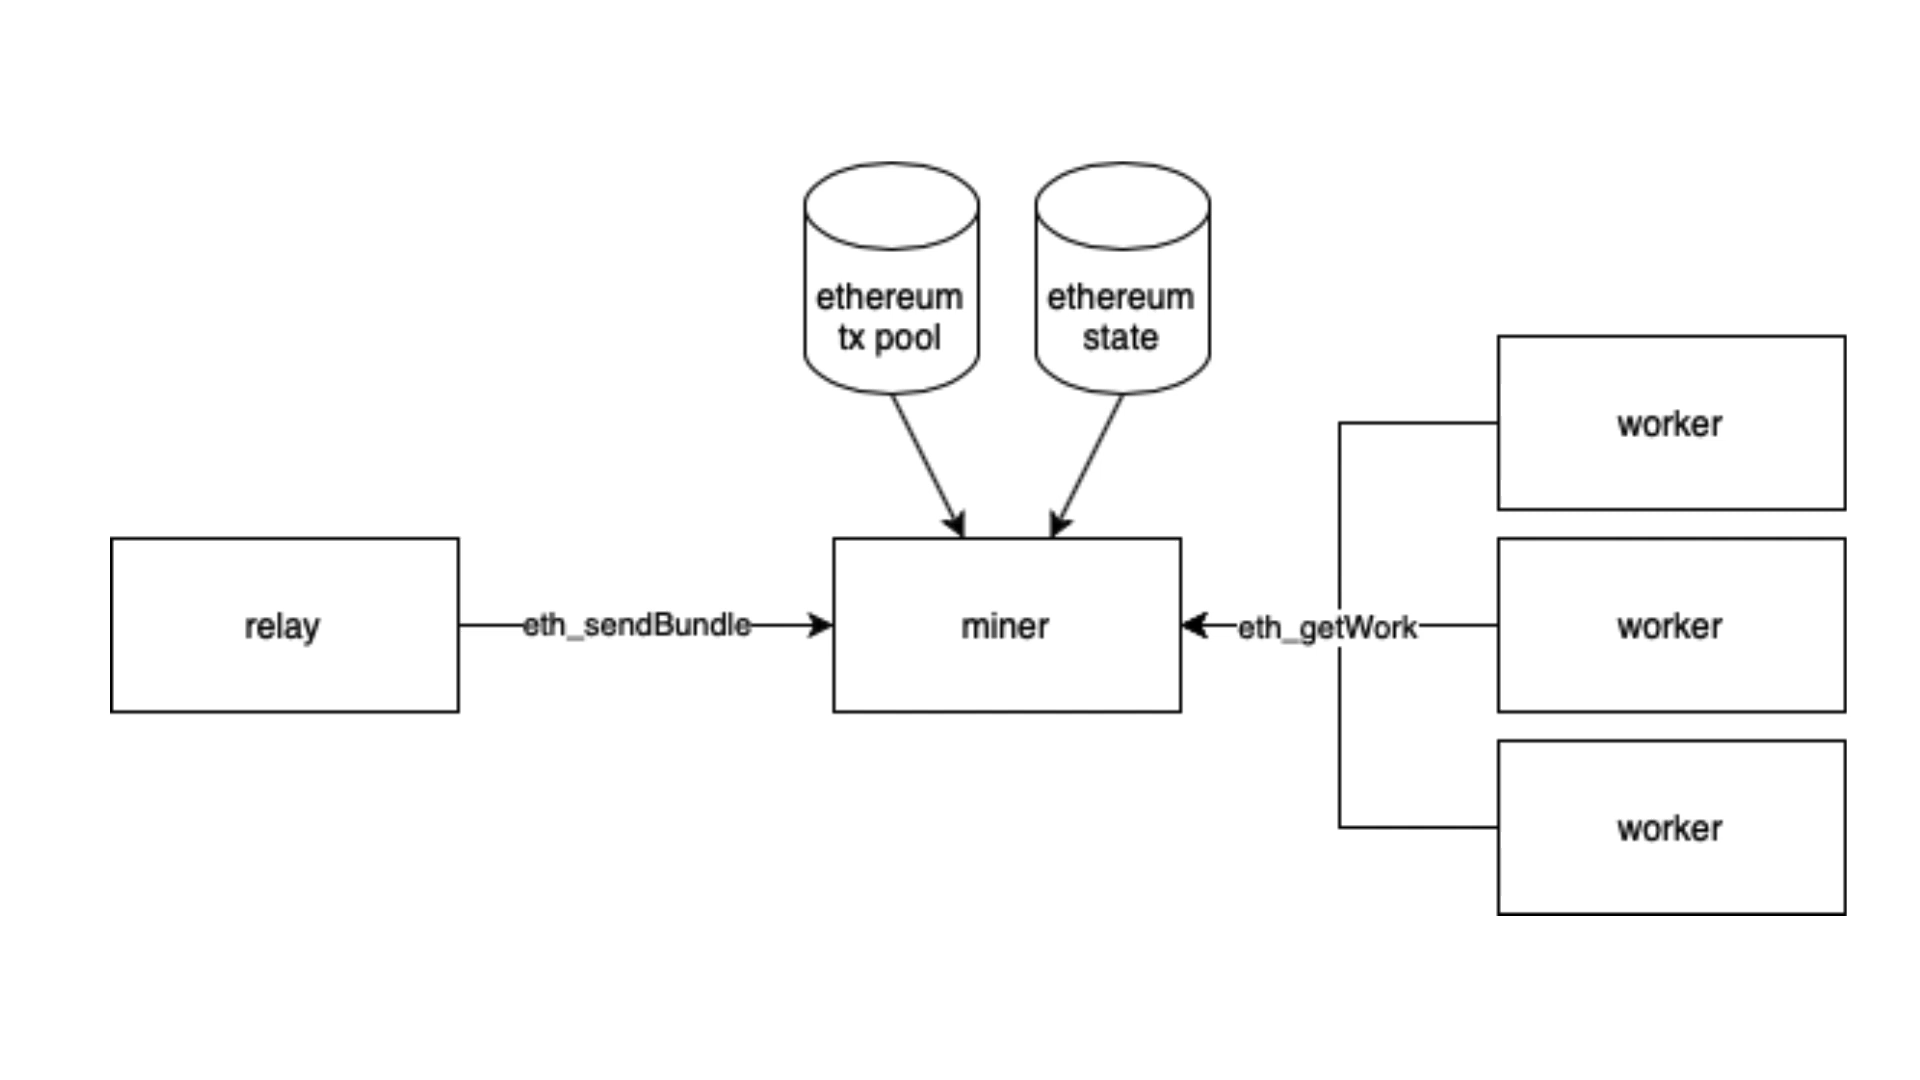 ethereum
tx pool
ethereum
state
worker
relay
eth_sendBundle
miner
eth_getWork
worker
worker